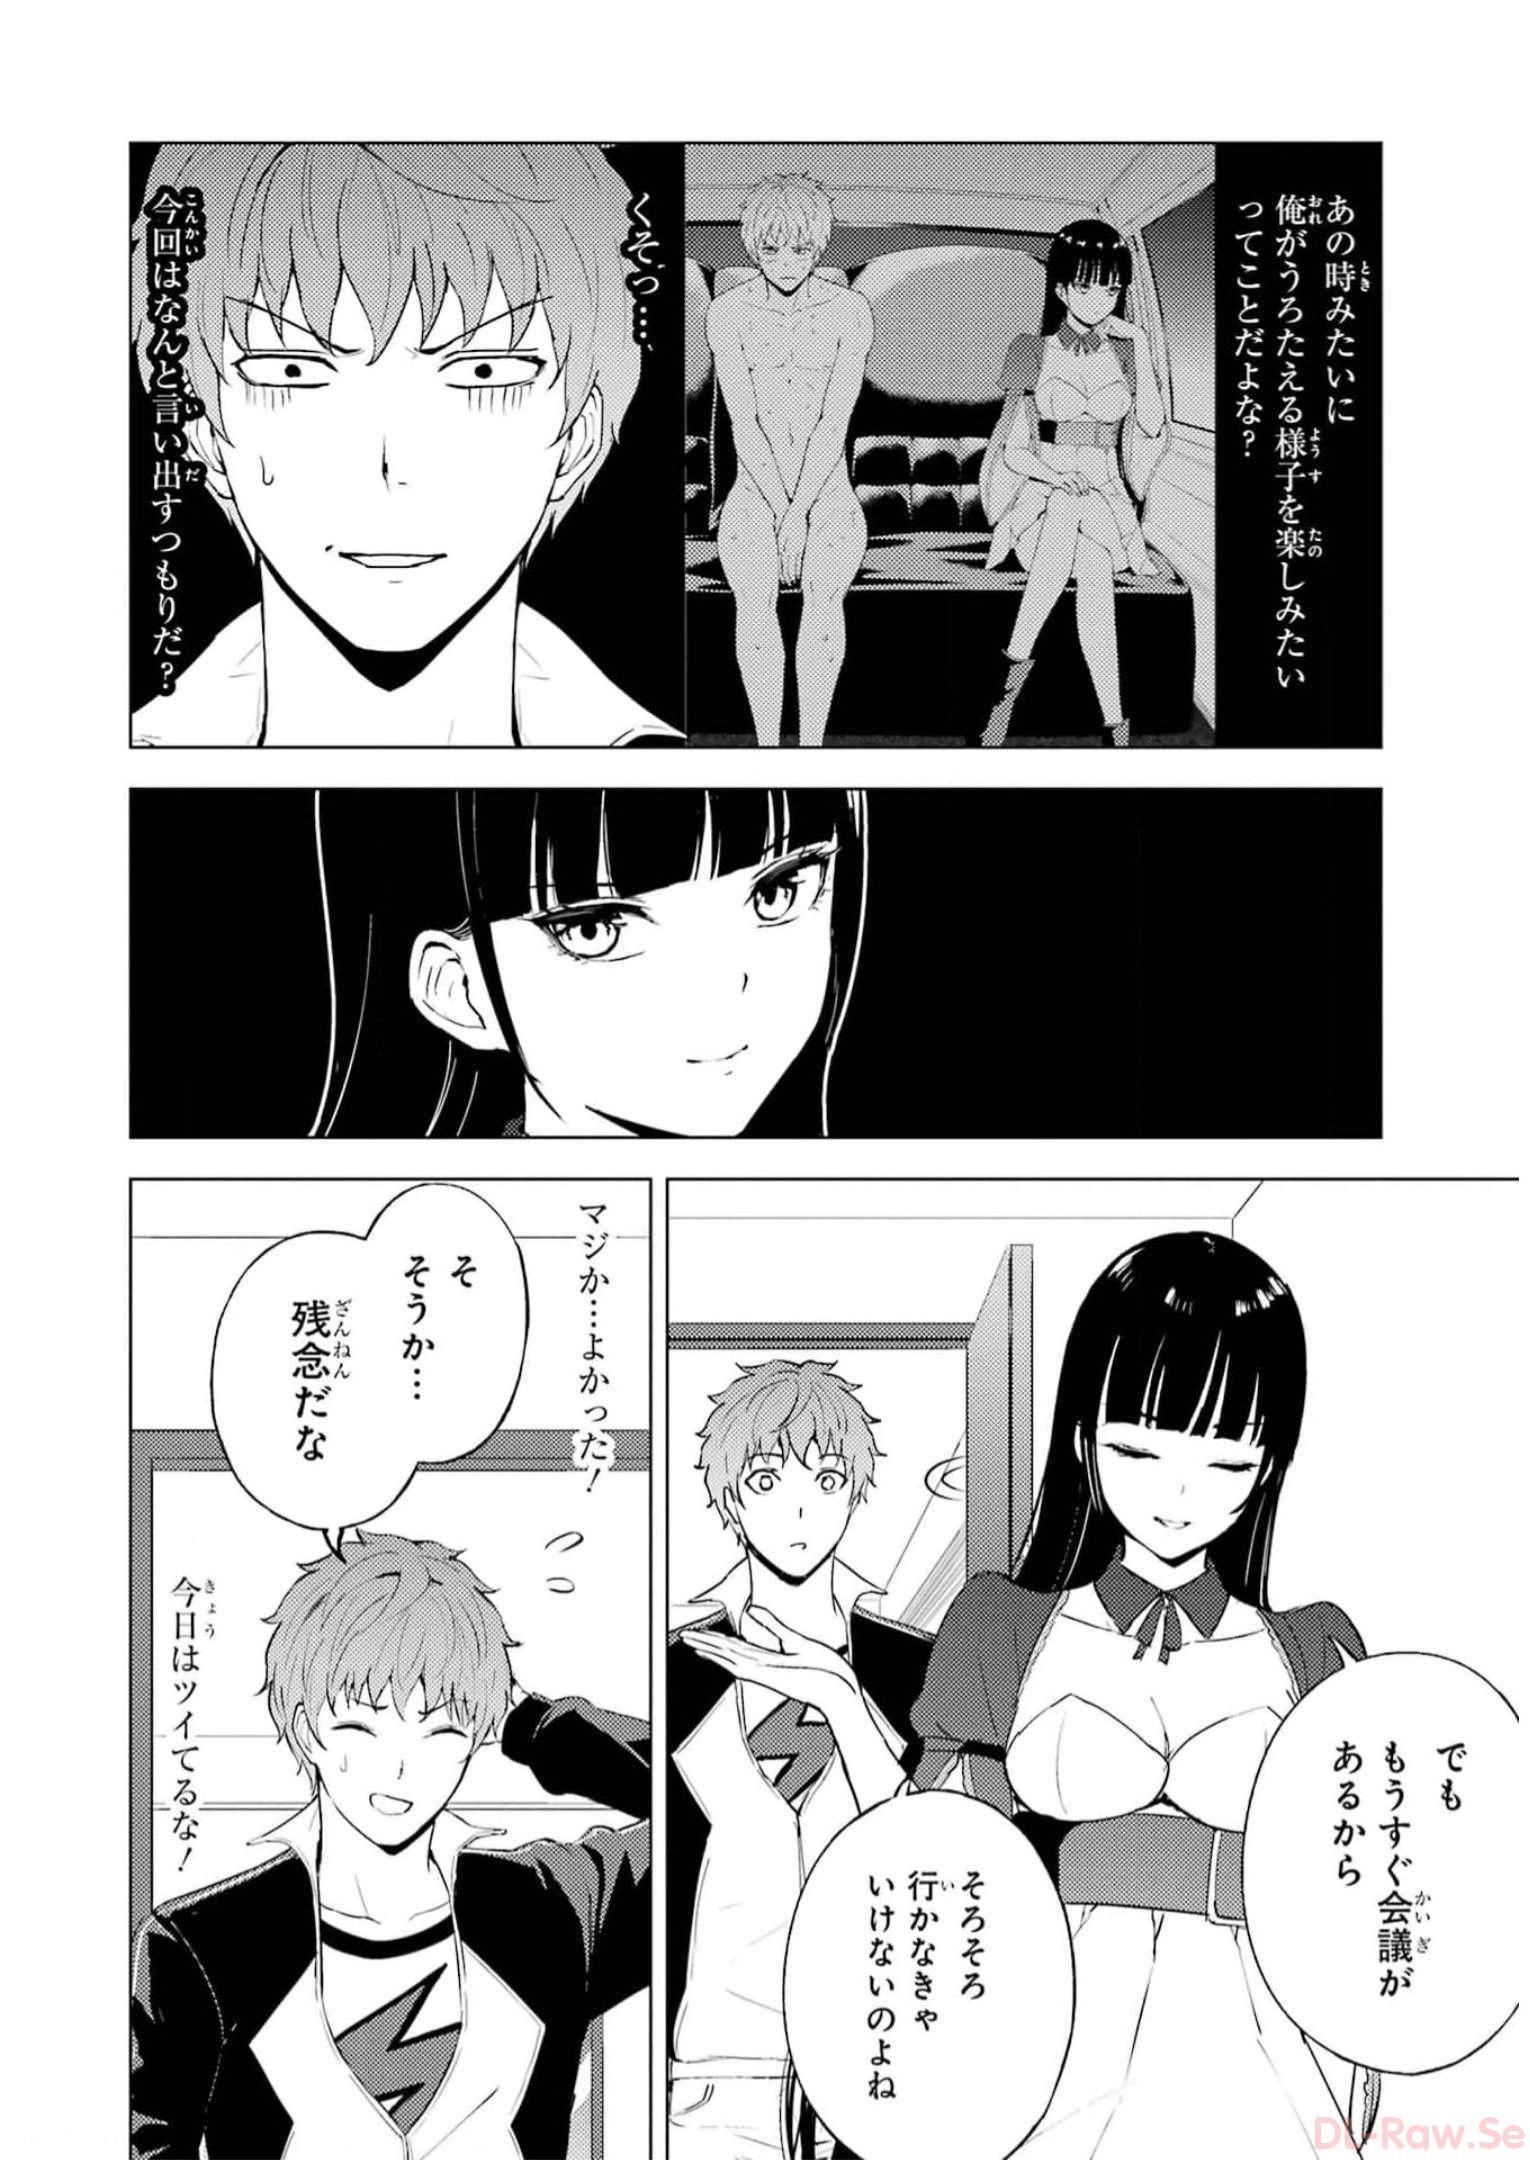 あの時みたいに
俺がうろたえる様子を楽しみたい
ってことだよな?
くそっ…
今回はなんと言い出すつもりだ?
でも
もうすぐ会議が
あるから
そろそろ
行かなきゃ
いけないのよね
マジか…よかった!
そ
そうか…
残念だな
今日はツイてるな!
DL-Raw.Se